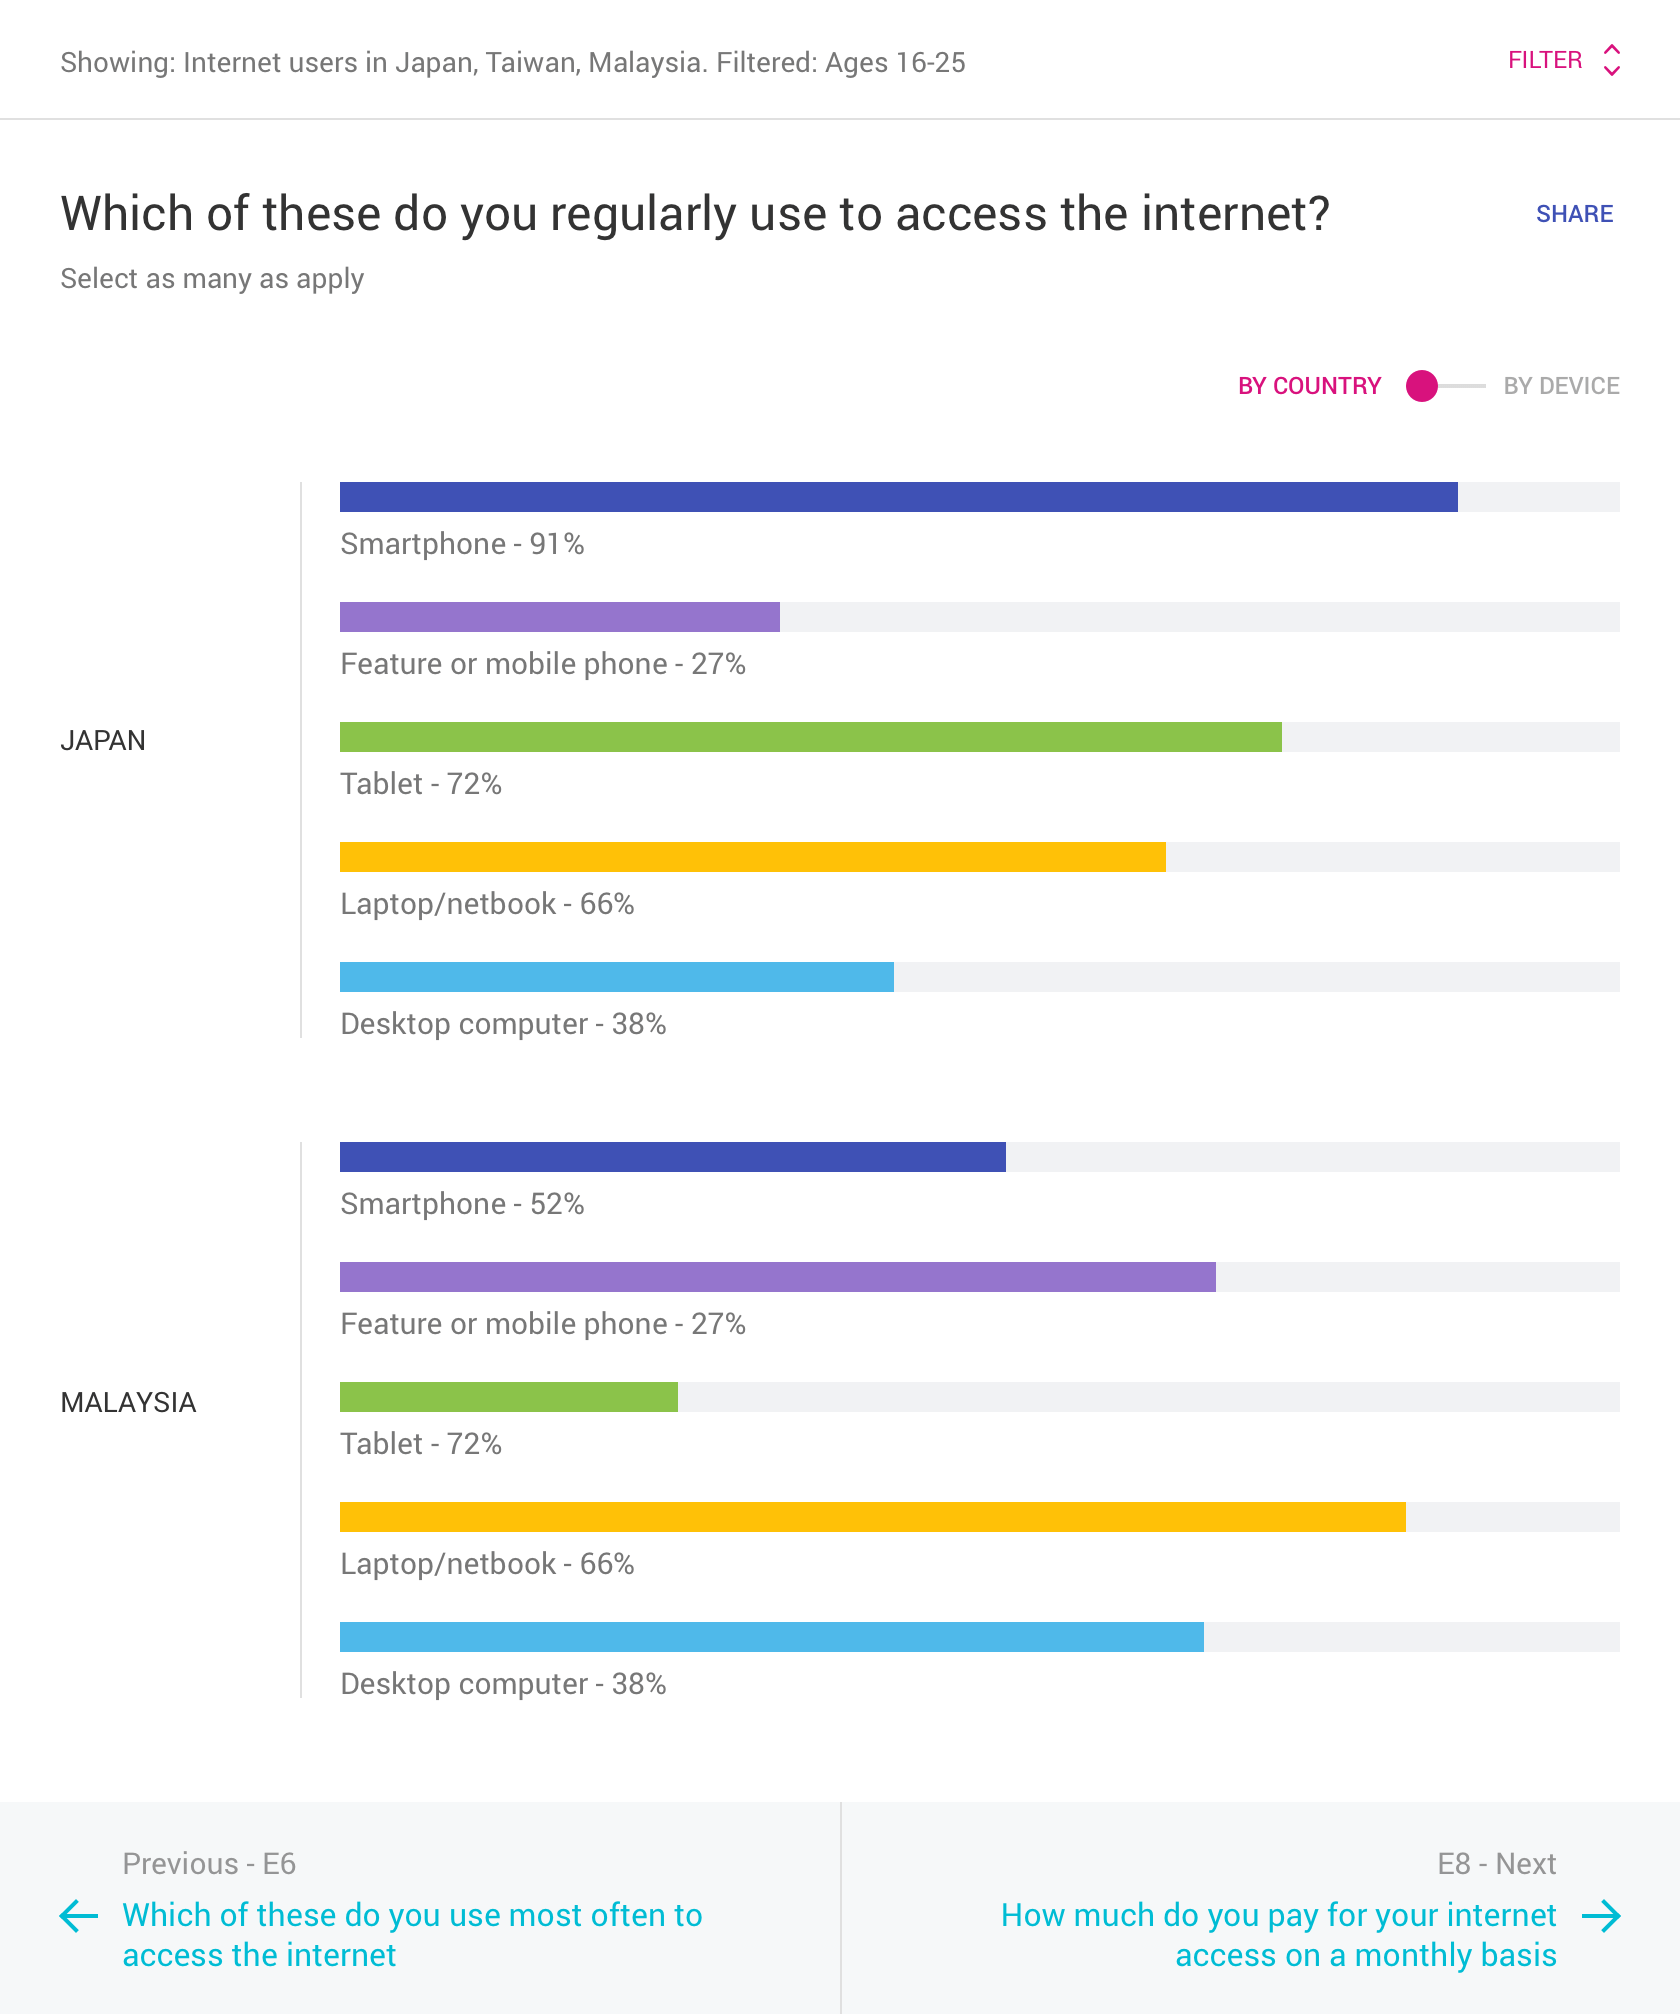 Showing: Internet users in Japan, Taiwan, Malaysia. Filtered: Ages 16-25
FILTER
Which of these do you regularly use to access the internet?
SHARE
Select as many as apply
BY COUNTRY
BY DEVICE
JAPAN
Smartphone - 91%
Feature or mobile phone - 27%
Tablet - 72%
Laptop/netbook - 66%
Desktop computer - 38%
MALAYSIA
Smartphone - 52%
Feature or mobile phone - 27%
Tablet - 72%
Laptop/netbook - 66%
Desktop computer - 38%
Previous - E6
Which of these do you use most often to
access the internet
E8 - Next
How much do you pay for your internet
access on a monthly basis